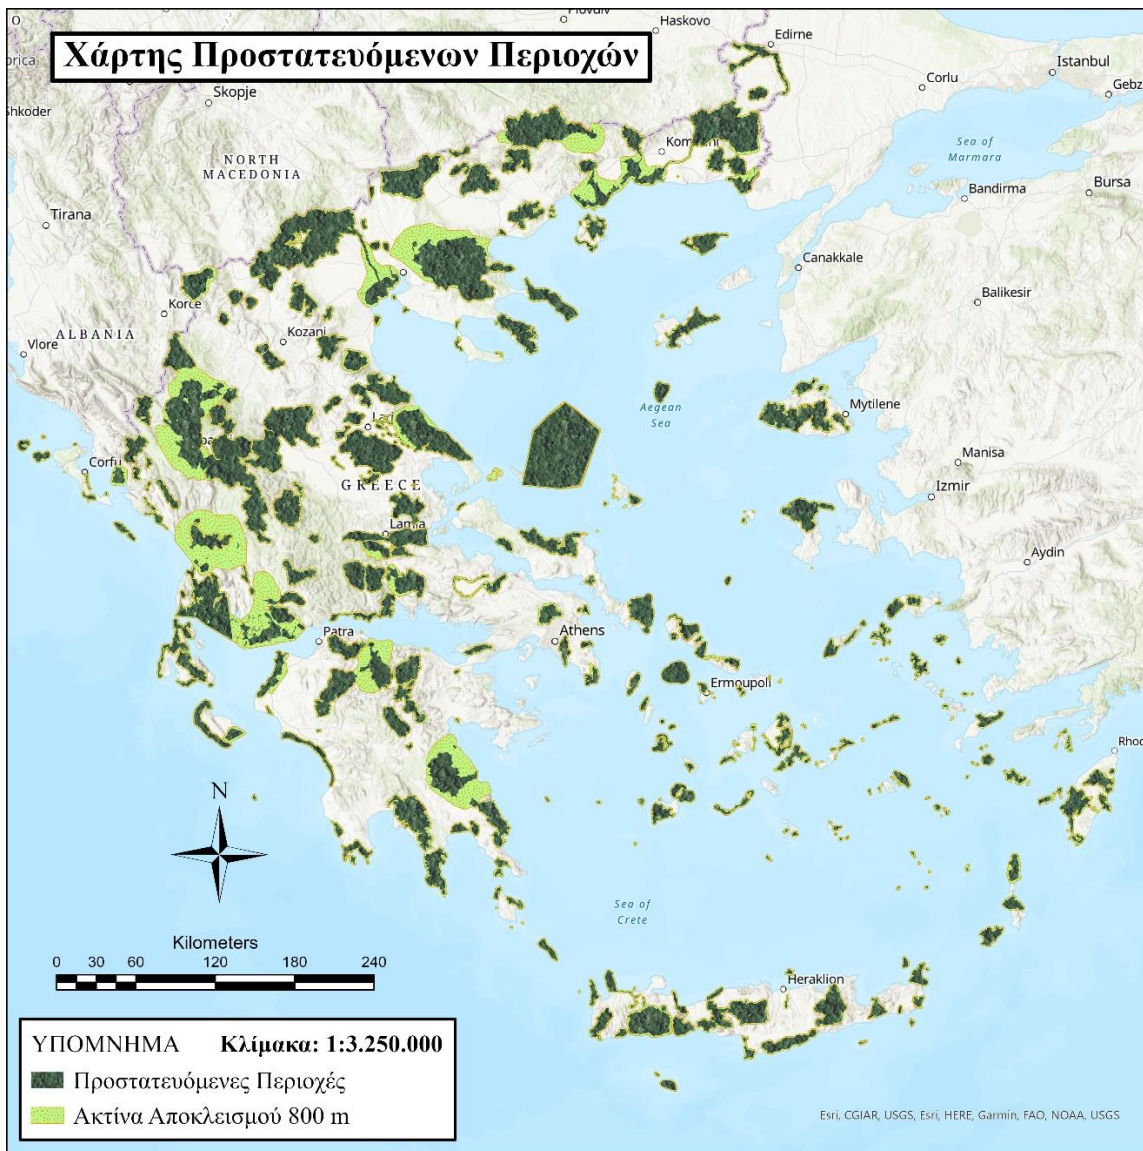 Χάρτης Προστατευόμενων Περιοχών
Haskovo
Edirne
Istanbul
Corlu
Skopje
Shkoder
NORTH
MACEDONIA
Sea of
Marmara
Bandirma
Bursa
Tirana
Canakkale
Balikesir
Korce
ALBANIA
Kozani
Vlore
Aegean
Sea
Mytilene
Manisa
Corfu
Izmir
GREECE
Lamia
Aydin
Patra
Athens
Ermoupoli
N
Sea of
Crete
Kilometers
0 30 60 120 180 240
Heraklion
ΥΠΟΜΝΗΜΑ Κλίμακα: 1:3.250.000
Προστατευόμενες Περιοχές
Ακτίνα Αποκλεισμού 800 m
Esri, CGIAR, USGS, Esri, HERE, Garmin, FAO, NOAA, USGS